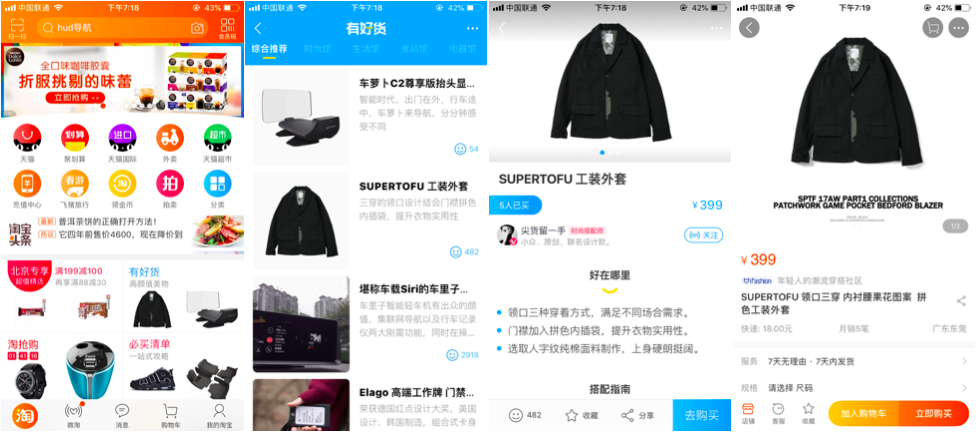 中国联通
下午7:18
43%
扫一扫
hud导航
会员码
全口味咖啡胶囊
折服挑剔的味蕾
立即抢购 >>
天猫
划算
聚划算
进口
天猫国际
外卖
超市
天猫超市
充值中心
春游
飞猪旅行
淘
领金币
拍
拍卖
分类
淘宝头条
最新 普洱茶饼的正确打开方法!
热议 它四年前售价4600，现在降价到
北京专享
超值精选
满199减100
再享满88减30
有好货
高颜值美物
淘抢购
01:41:16
必买清单
一站式攻略
淘
微淘
消息
购物车
我的淘宝
中国联通
下午7:18
42%
有好货
综合推荐
时尚馆
生活馆
食品馆
电器馆
车萝卜C2尊享版抬头显...
智能时代，出门在外、行车途
中，车萝卜来导航，分分钟感
受不同
54
SUPERTOFU 工装外套
三穿的领口设计结合门襟拼色
内插袋，提升衣物实用性
482
堪称车载Siri的车里子...
车里子智能轻车机有出众的颜
值，集联网导航以及行车记录
仪两大刚需功能，同时在操...
2918
Elago 高端工作牌 门禁...
荣获德国红点设计大奖，美国
设计，韩国制造，组合式卡身
中国联通
下午7:18
42%
SUPERTOFU 工装外套
5人已买
¥ 399
尖货留一手
时尚搭配师
小众、原创、联名设计款。
关注
好在哪里
领口三种穿着方式，满足不同场合需求。
门襟加入拼色内插袋，提升衣物实用性。
选取人字纹纯棉面料制作，上身硬朗挺阔。
搭配指南
482
收藏
分享
去购买
中国联通
下午7:19
42%
SPTF 17AW PART1 COLLECTIONS
PATCHWORK GAME POCKET BEDFORD BLAZER
1/2
¥399
ifashion 年轻人的潮流穿搭社区
SUPERTOFU 领口三穿 内衬腰果花图案 拼
色工装外套
快递: 18.00元
月销5笔
广东东莞
服务
7天无理由 · 7天内发货
规格
请选择 尺码
店铺
客服
收藏
加入购物车
立即购买